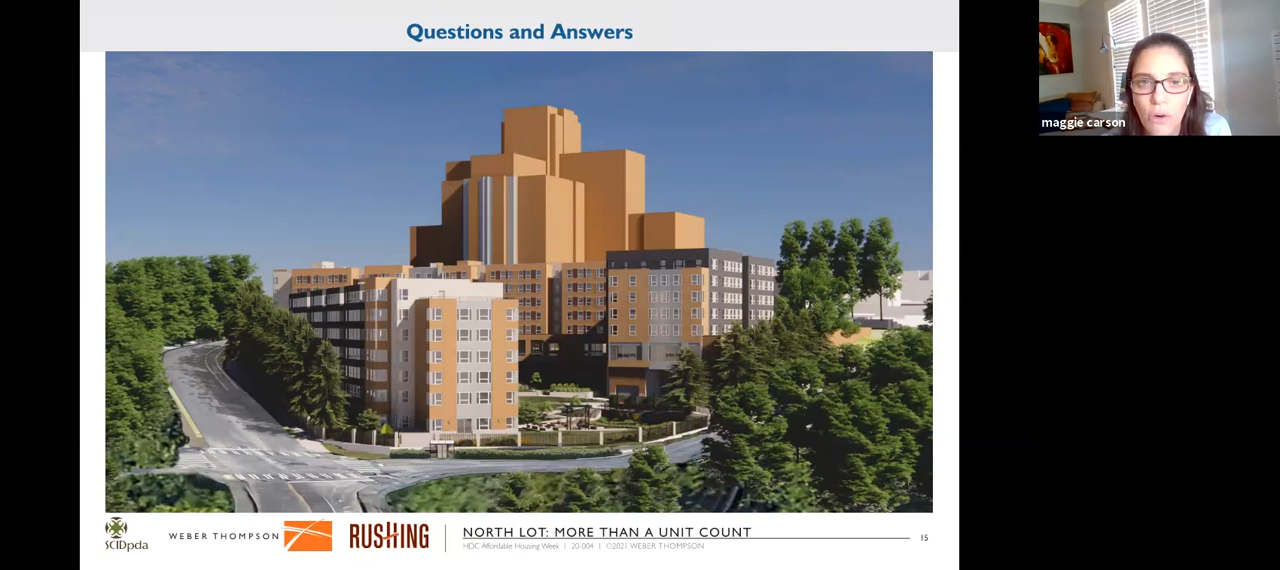 Questions and Answers
maggie carson
SCIDpda
WEBER THOMPSON
RUSHING
NORTH LOT: MORE THAN A UNIT COUNT
HDC Affordable Housing Week | 20-004 | ©2021 WEBER THOMPSON
15